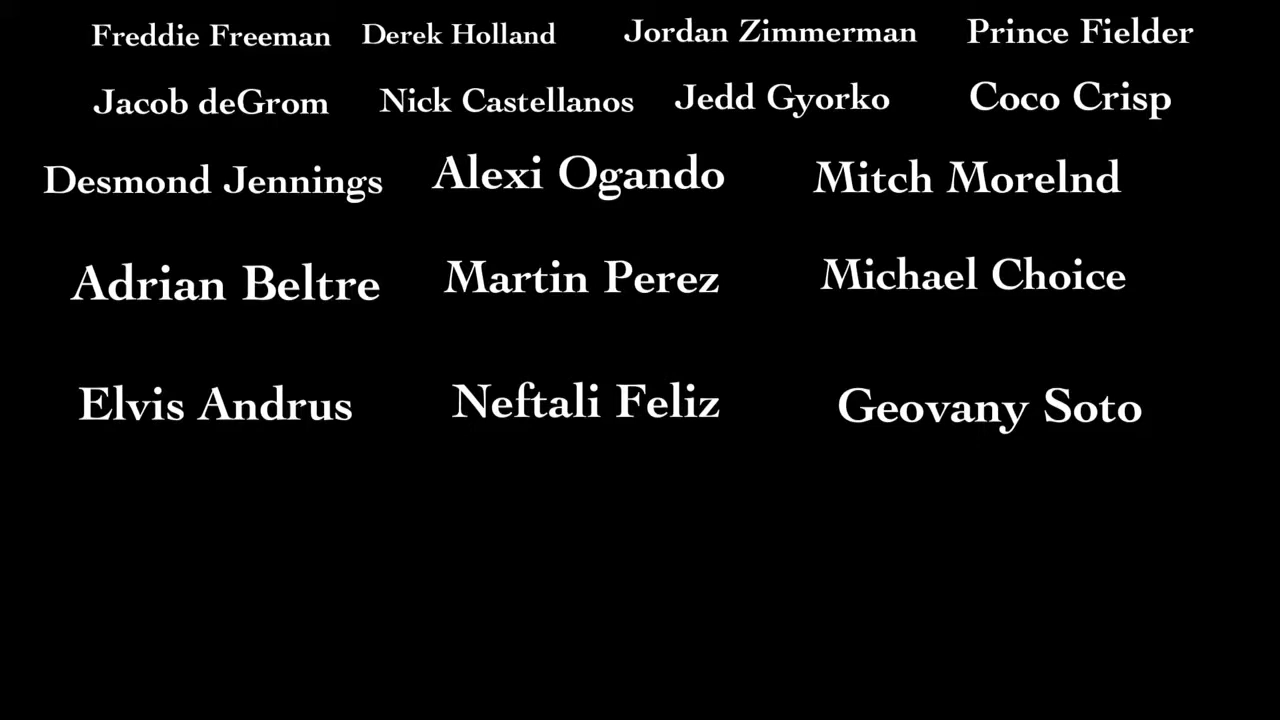 Freddie Freeman Derek Holland Jordan Zimmerman Prince Fielder
Jacob deGrom Nick Castellanos Jedd Gyorko Coco Crisp
Desmond Jennings Alexi Ogando Mitch Morelnd
Adrian Beltre Martin Perez Michael Choice
Elvis Andrus Neftali Feliz Geovany Soto